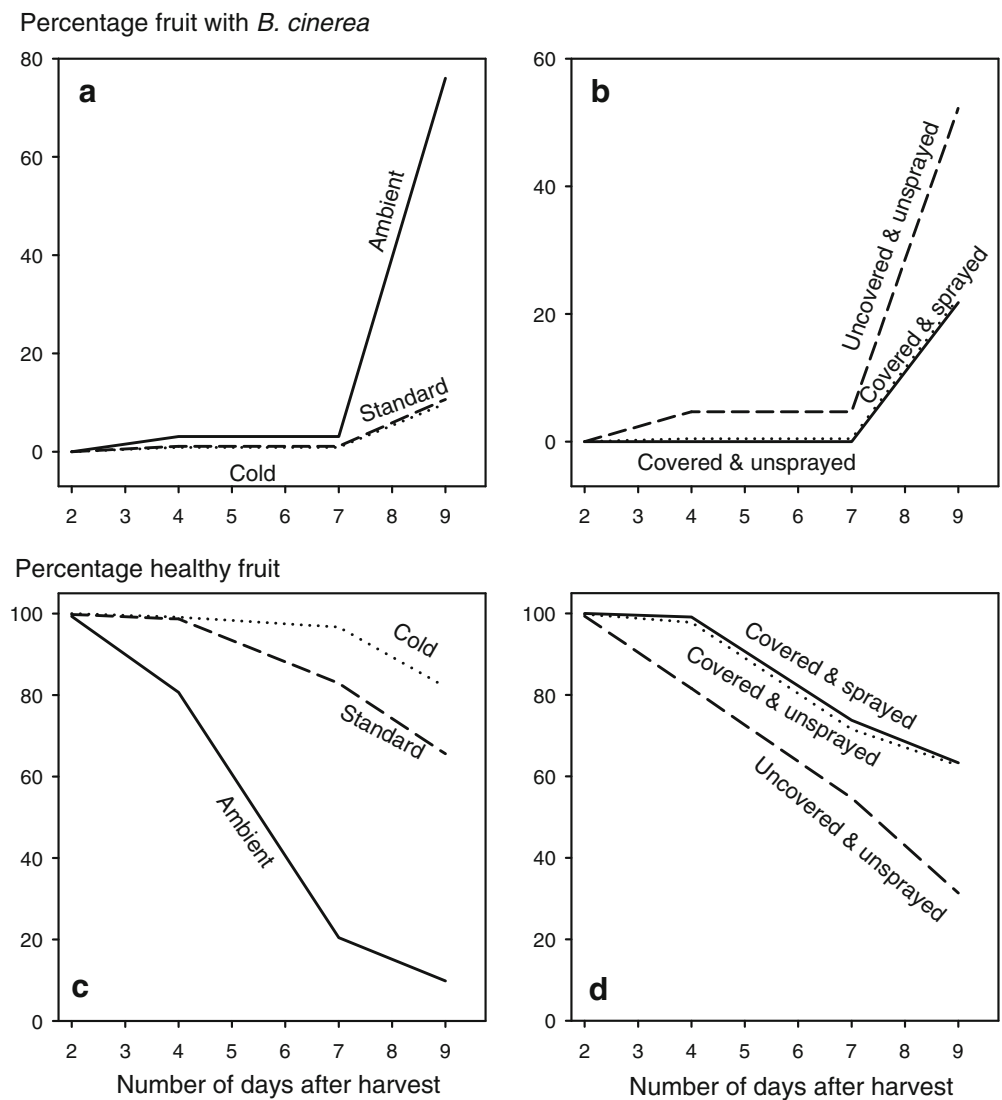 Percentage fruit with B. cinerea
a
80
60
40
20
0
Ambient
Standard
Cold
2 3 4 5 6 7 8 9
b
60
40
20
0
Uncovered & unsprayed
Covered & sprayed
Covered & unsprayed
2 3 4 5 6 7 8 9
Percentage healthy fruit
100
80
60
40
20
0
Cold
Standard
Ambient
c
2 3 4 5 6 7 8 9
Number of days after harvest
100
80
60
40
20
0
Covered & sprayed
Covered & unsprayed
Uncovered & unsprayed
d
2 3 4 5 6 7 8 9
Number of days after harvest